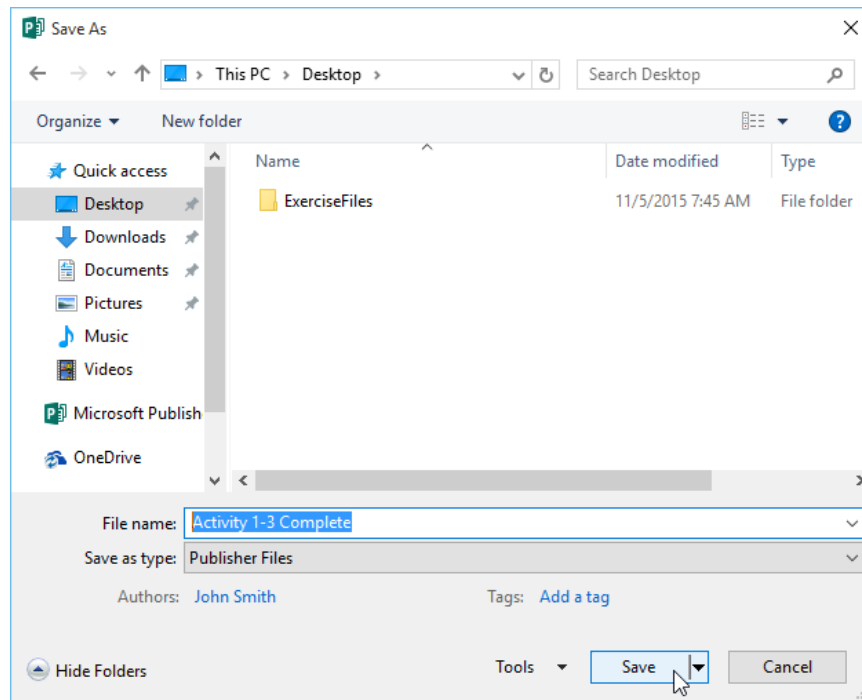 Save As
This PC > Desktop >
Search Desktop
Organize
New folder
Quick access
Desktop
Downloads
Documents
Pictures
Music
Videos
Microsoft Publish
OneDrive
Name
Date modified
Type
ExerciseFiles
11/5/2015 7:45 AM
File folder
File name: Activity 1-3 Complete
Save as type: Publisher Files
Authors: John Smith
Tags: Add a tag
Hide Folders
Tools
Save
Cancel